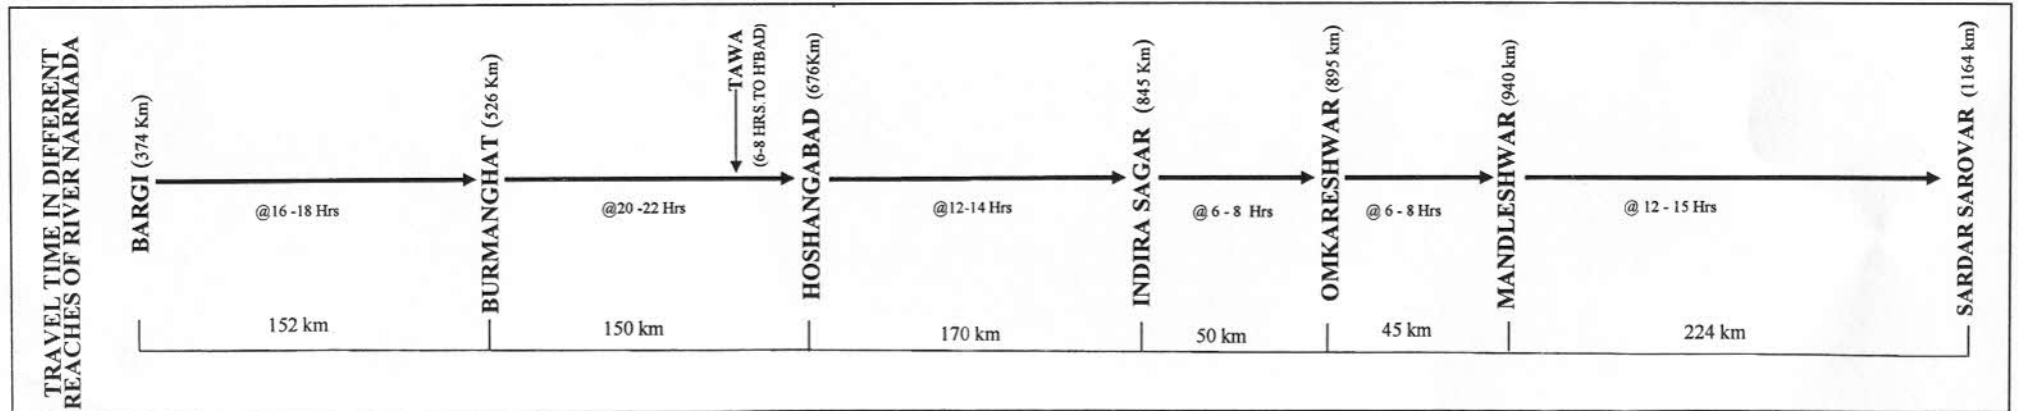 TRAVEL TIME IN DIFFERENT
REACHES OF RIVER NARMADA
BARGI (374 Km)
@16 -18 Hrs
BURMANGHAT (526 Km)
@20 -22 Hrs
TAWA
(6-8 HRS.TO H'BAD)
HOSHANGABAD (676Km)
@12-14 Hrs
INDIRA SAGAR (845 Km)
@ 6 - 8 Hrs
OMKARESHWAR (895 km)
@ 6 - 8 Hrs
MANDLESHWAR (940 km)
@ 12 - 15 Hrs
SARDAR SAROVAR (1164 km)
152 km
150 km
170 km
50 km
45 km
224 km